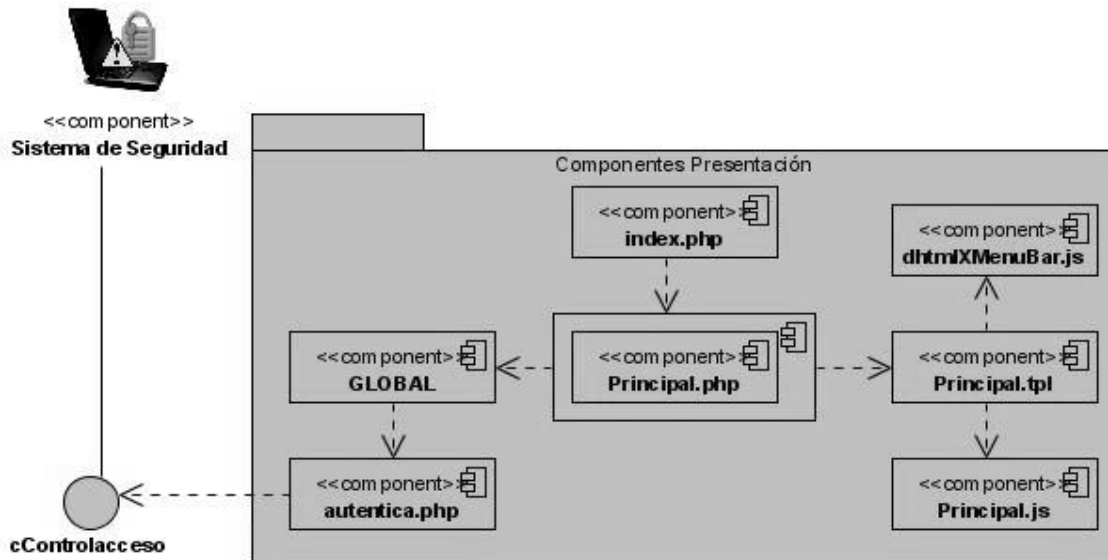 <<component>>
Sistema de Seguridad
Componentes Presentación
<<component>>
index.php
<<component>>
dhtmlXMenuBar.js
<<component>>
GLOBAL
<<component>>
Principal.php
<<component>>
Principal.tpl
<<component>>
autentica.php
<<component>>
Principal.js
cControlacceso